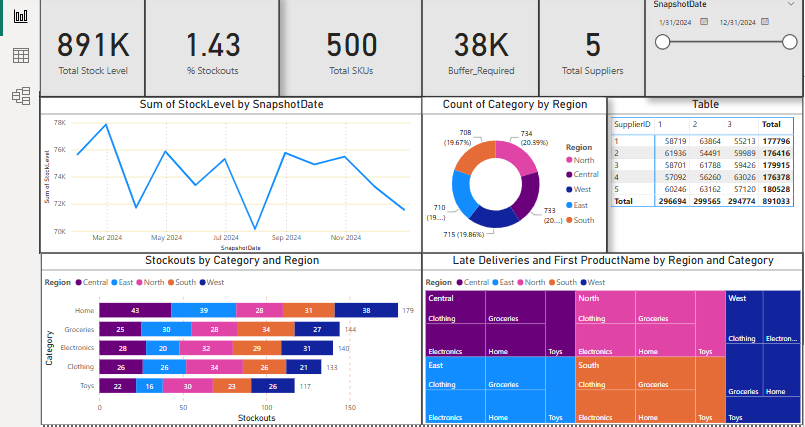 891K
Total Stock Level
1.43
% Stockouts
500
Total SKUs
38K
Buffer_Required
5
Total Suppliers
SnapshotDate
1/31/2024 12/31/2024
Sum of StockLevel by SnapshotDate
Sum of StockLevel
78K
76K
74K
72K
70K
Mar 2024 May 2024 Jul 2024 Sep 2024 Nov 2024
SnapshotDate
Count of Category by Region
708
(19.67%)
734
(20.39%)
710
(19....)
733
(20....)
715 (19.86%)
Region
North
Central
West
East
South
Table
SupplierID 1 2 3 Total
1 58719 63864 55213 177796
2 61936 54491 59989 176416
3 58701 61788 59426 179915
4 57092 56260 63026 176378
5 60246 63162 57120 180528
Total 296694 299565 294774 891033
Stockouts by Category and Region
Region Central East North South West
Category
Home 43 39 28 31 38 179
Groceries 25 30 28 34 27 144
Electronics 28 20 32 29 31 140
Clothing 26 26 34 26 21 133
Toys 22 16 30 23 26 117
0 50 100 150
Stockouts
Late Deliveries and First ProductName by Region and Category
Region Central East North South West
Central
Clothing Groceries
Electronics Home Toys
East
Clothing Groceries
Electronics Home Toys
North
Clothing Groceries
Electronics Home Toys
South
Clothing Groceries
Electronics Home Toys
West
Clothing Electron...
Groceries Home
Toys